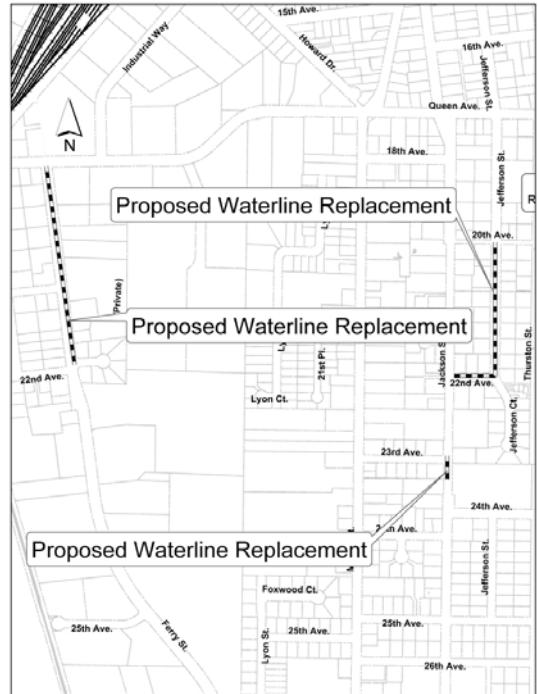 15th Ave.
Howard Dr.
Industrial Way
16th Ave.
Jefferson St.
Queen Ave.
18th Ave.
Jefferson St.
N
Proposed Waterline Replacement
R
20th Ave.
(Private)
Proposed Waterline Replacement
Jackson S
Thurston St.
21st Pl.
22nd Ave.
22nd Ave.
Lyon Ct.
Jefferson Ct.
23rd Ave.
24th Ave.
Ave.
Proposed Waterline Replacement
Jefferson St.
Foxwood Ct.
25th Ave.
Ferry St.
Lyon St.
25th Ave.
25th Ave.
26th Ave.